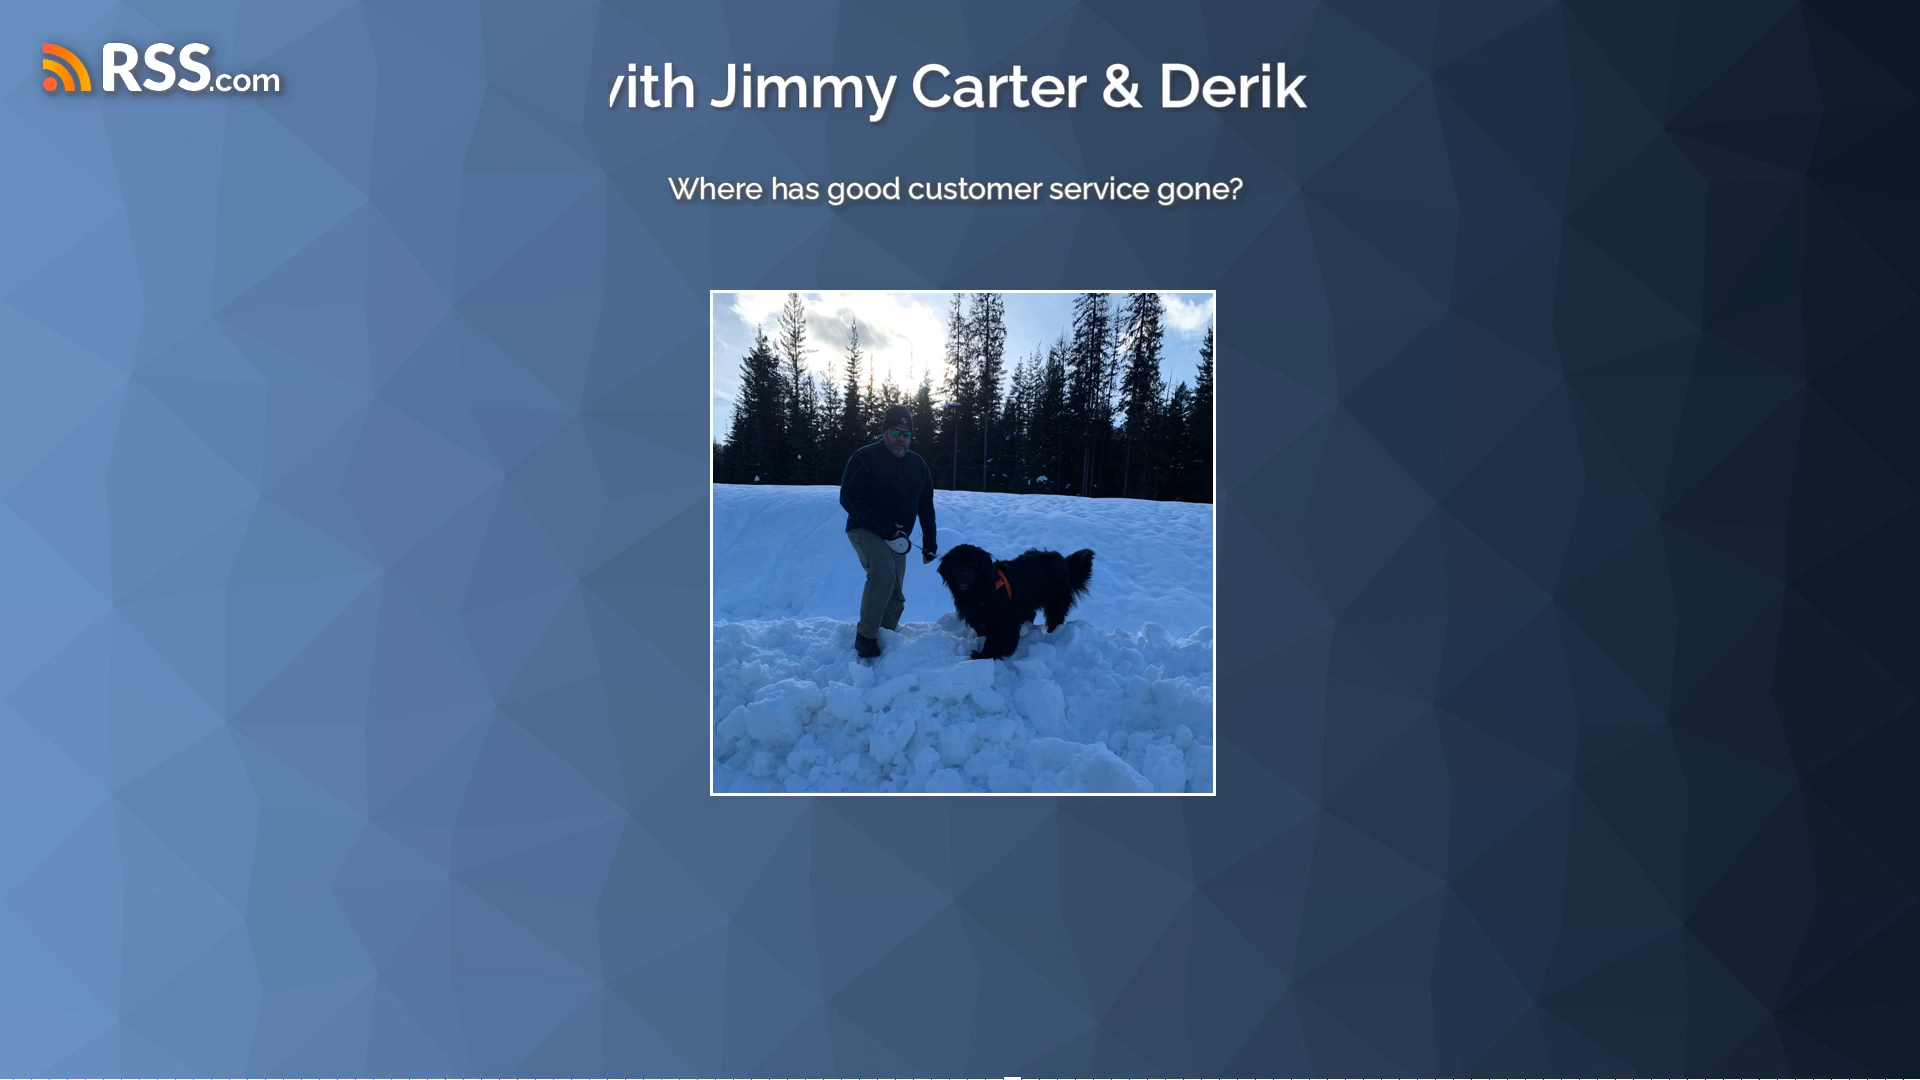 RSS.com
ith Jimmy Carter & Derik
Where has good customer service gone?